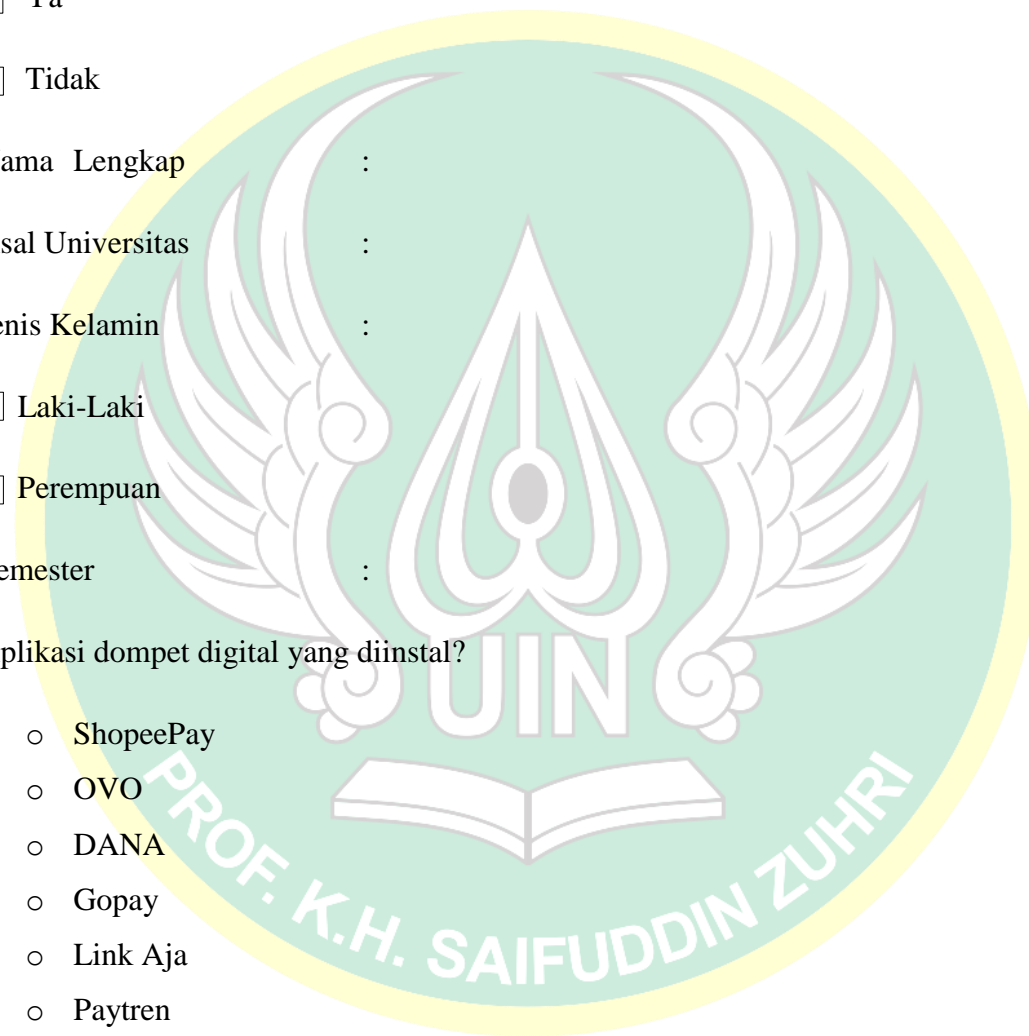 Tidak
ama Lengkap :
sal Universitas :
enis Kelamin :
Laki-Laki
Perempuan
emester :
plikasi dompet digital yang diinstal?
o ShopeePay
o OVO
o DANA
o Gopay
o Link Aja
o Paytren
UIN
PROF. K.H. SAIFUDDIN ZUHRI